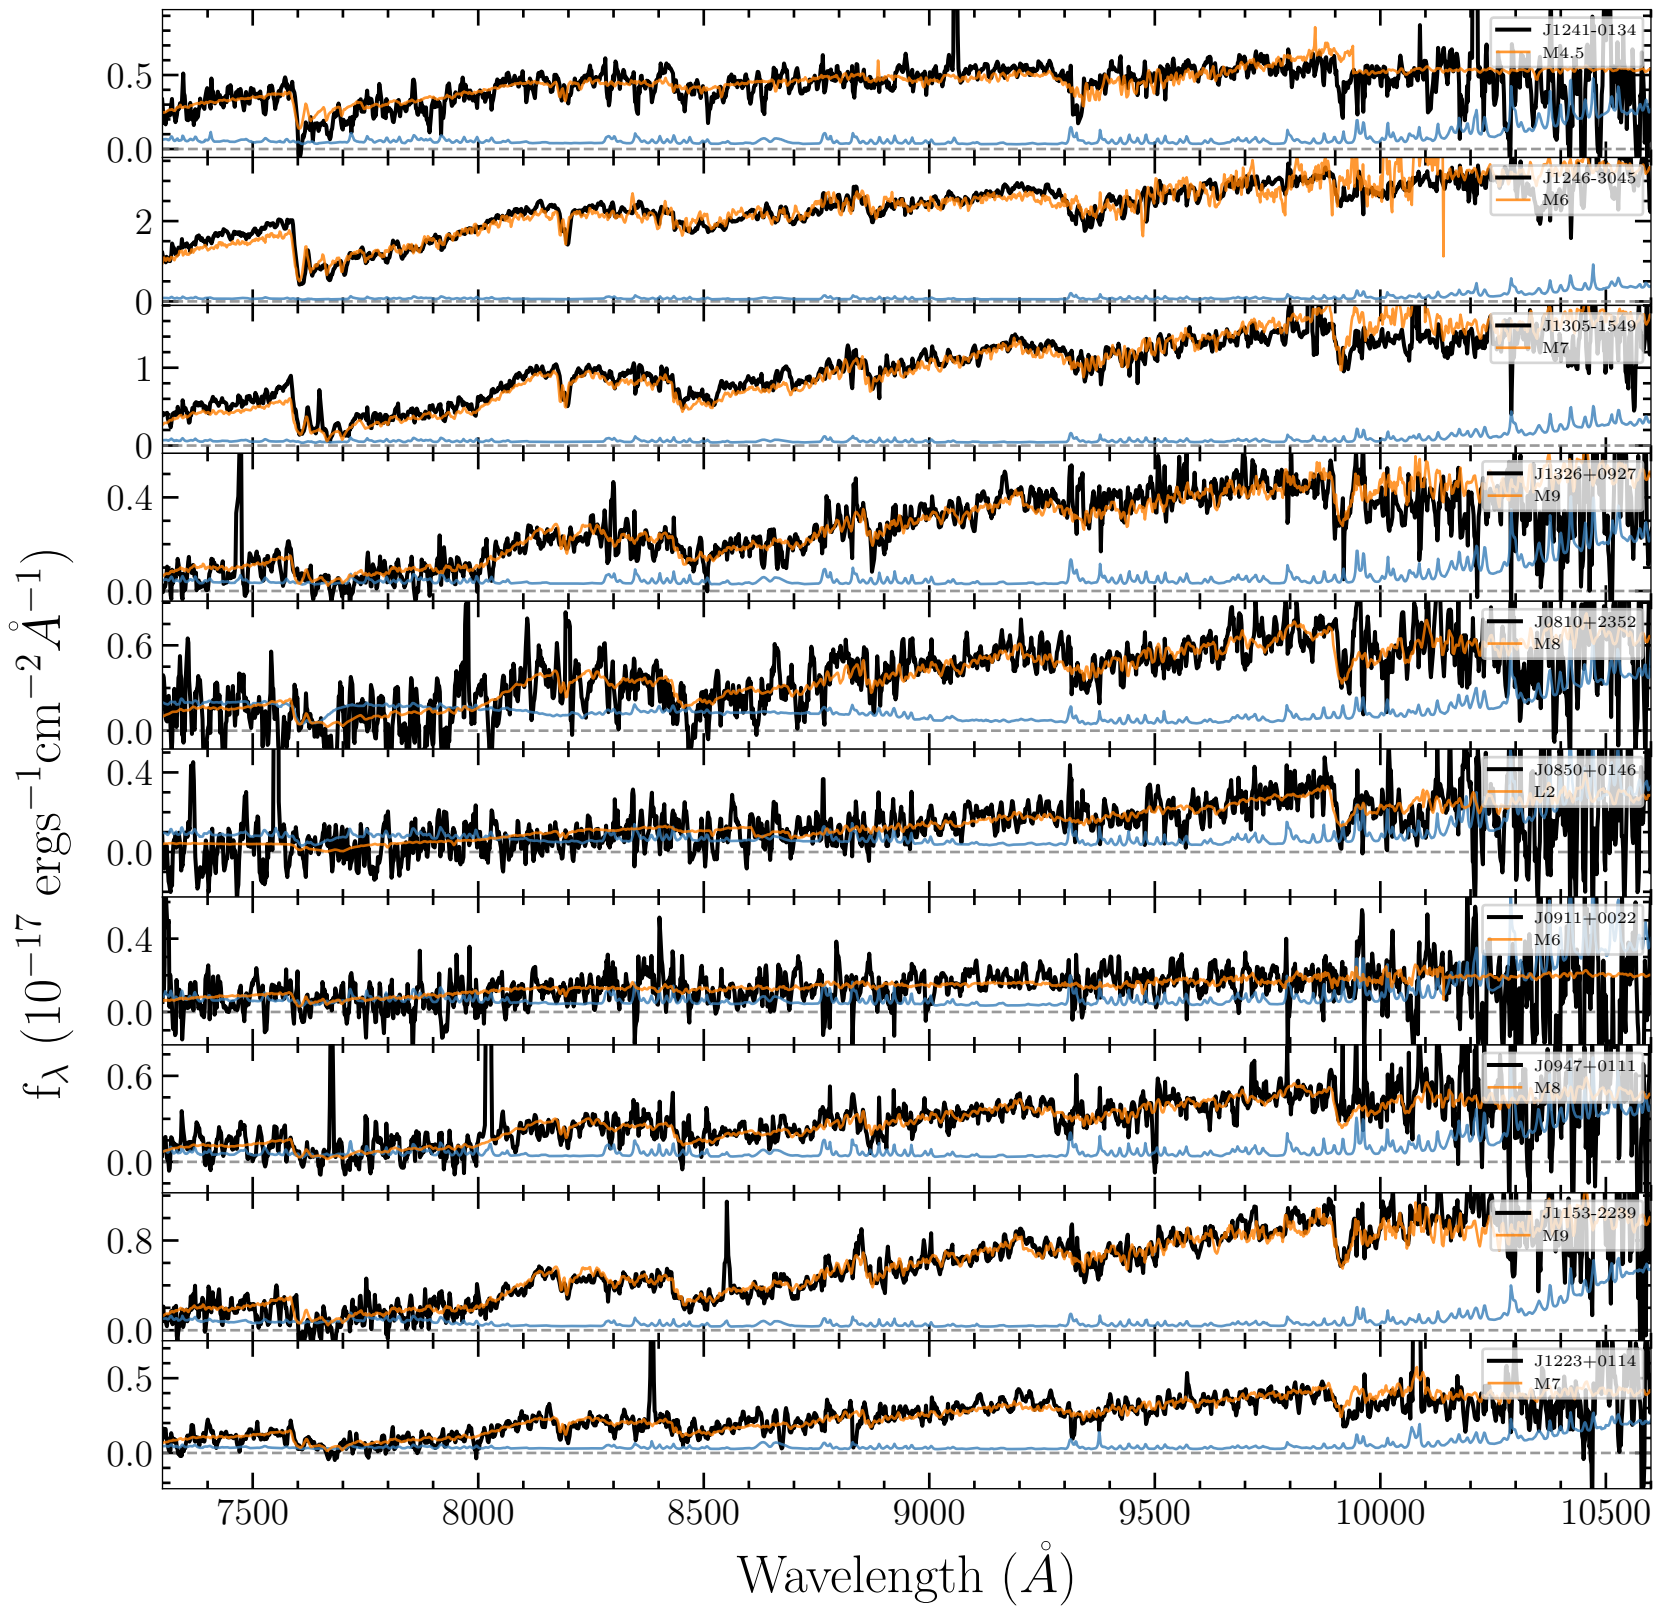 J1241-0134
M4.5
0.5
0.0
J1246-3045
M6
2
0
J1305-1549
M7
1
0
J1326+0927
M9
0.4
0.0
J0810+2352
M8
0.6
0.0
J0850+0146
L2
0.4
0.0
J0911+0022
M6
0.4
0.0
J0947+0111
M8
0.6
0.0
J1153-2239
M9
0.8
0.0
J1223+0114
M7
0.5
0.0
f_λ (10^−17 ergs^−1cm^−2 Å^−1)
7500 8000 8500 9000 9500 10000 10500
Wavelength (Å)